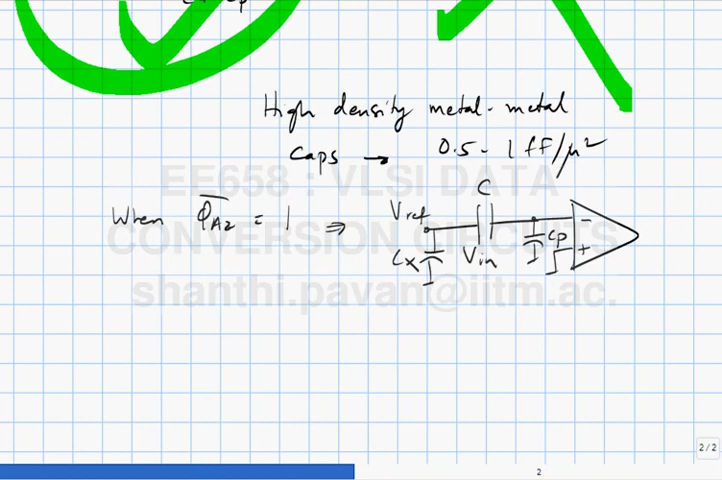 High density metal-metal
caps → 0.5 - 1 fF/μ²
EE658 : VLSI DATA
CONVERSION CIRCUITS
shanthi.pavan@iitm.ac.
When Φ̅A2 = 1 ⇒
Vref
C
Cx
Vin
Cp
-
+
2/2
2